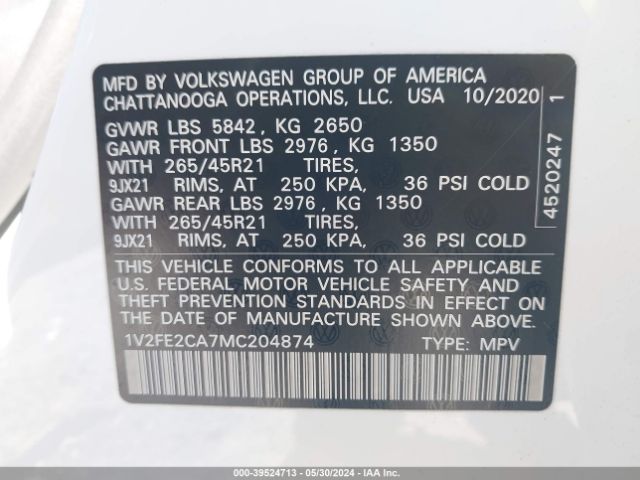 MFD BY VOLKSWAGEN GROUP OF AMERICA
CHATTANOOGA OPERATIONS, LLC. USA 10/2020
GVWR LBS 5842, KG 2650
GAWR FRONT LBS 2976, KG 1350
WITH 265/45R21 TIRES,
9JX21 RIMS, AT 250 KPA, 36 PSI COLD
GAWR REAR LBS 2976, KG 1350
WITH 265/45R21 TIRES,
9JX21 RIMS, AT 250 KPA, 36 PSI COLD
THIS VEHICLE CONFORMS TO ALL APPLICABLE
U.S. FEDERAL MOTOR VEHICLE SAFETY AND
THEFT PREVENTION STANDARDS IN EFFECT ON
THE DATE OF MANUFACTURE SHOWN ABOVE.
1V2FE2CA7MC204874 TYPE: MPV
4520247 1
000-39524713 - 05/30/2024 - IAA Inc.